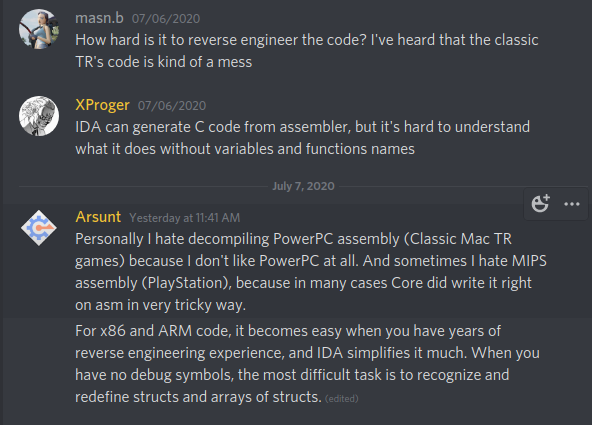 masn.b 07/06/2020
How hard is it to reverse engineer the code? I've heard that the classic
TR's code is kind of a mess
XProger 07/06/2020
IDA can generate C code from assembler, but it's hard to understand
what it does without variables and functions names
July 7, 2020
Arsunt Yesterday at 11:41 AM
Personally I hate decompiling PowerPC assembly (Classic Mac TR
games) because I don't like PowerPC at all. And sometimes I hate MIPS
assembly (PlayStation), because in many cases Core did write it right
on asm in very tricky way.
For x86 and ARM code, it becomes easy when you have years of
reverse engineering experience, and IDA simplifies it much. When you
have no debug symbols, the most difficult task is to recognize and
redefine structs and arrays of structs. (edited)